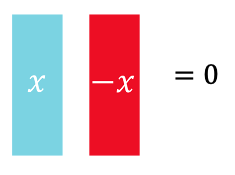 x −x = 0